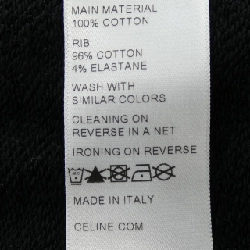 MAIN MATERIAL
100% COTTON
RIB
96% COTTON
4% ELASTANE
WASH WITH
SIMILAR COLORS
CLEANING ON
REVERSE IN A NET
IRONING ON REVERSE
MADE IN ITALY
CELINE.COM